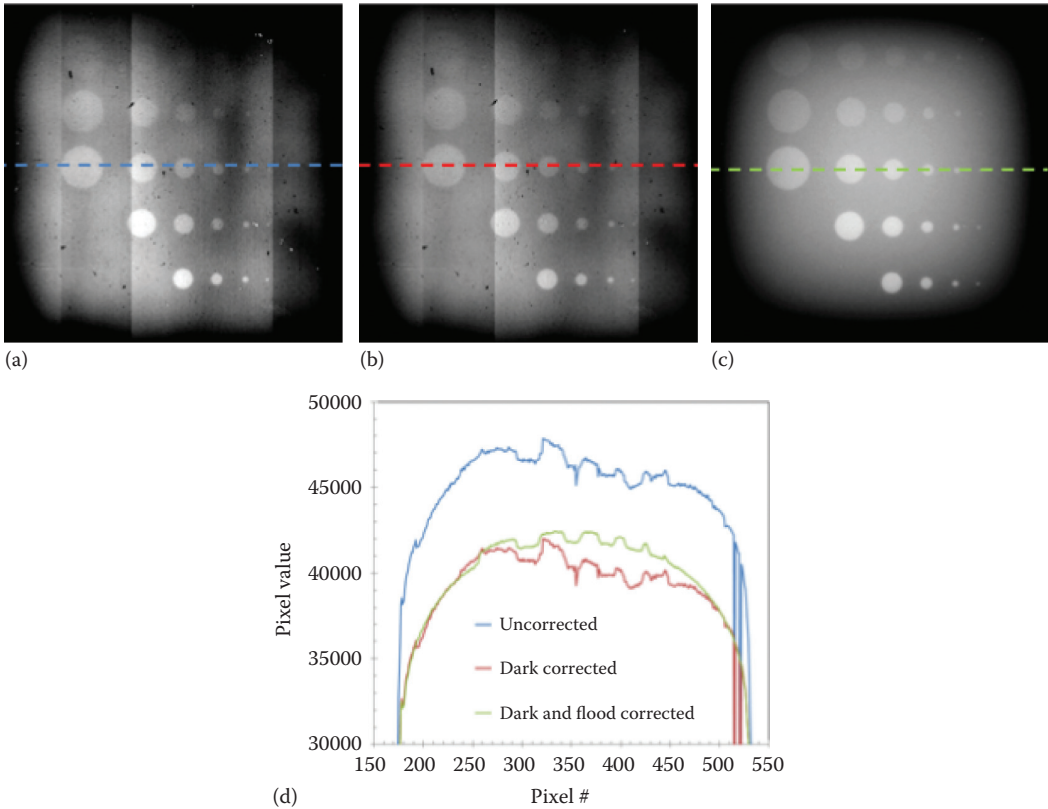 (a)
(b)
(c)
50000
45000
40000
35000
30000
Pixel value
Uncorrected
Dark corrected
Dark and flood corrected
150 200 250 300 350 400 450 500 550
Pixel #
(d)